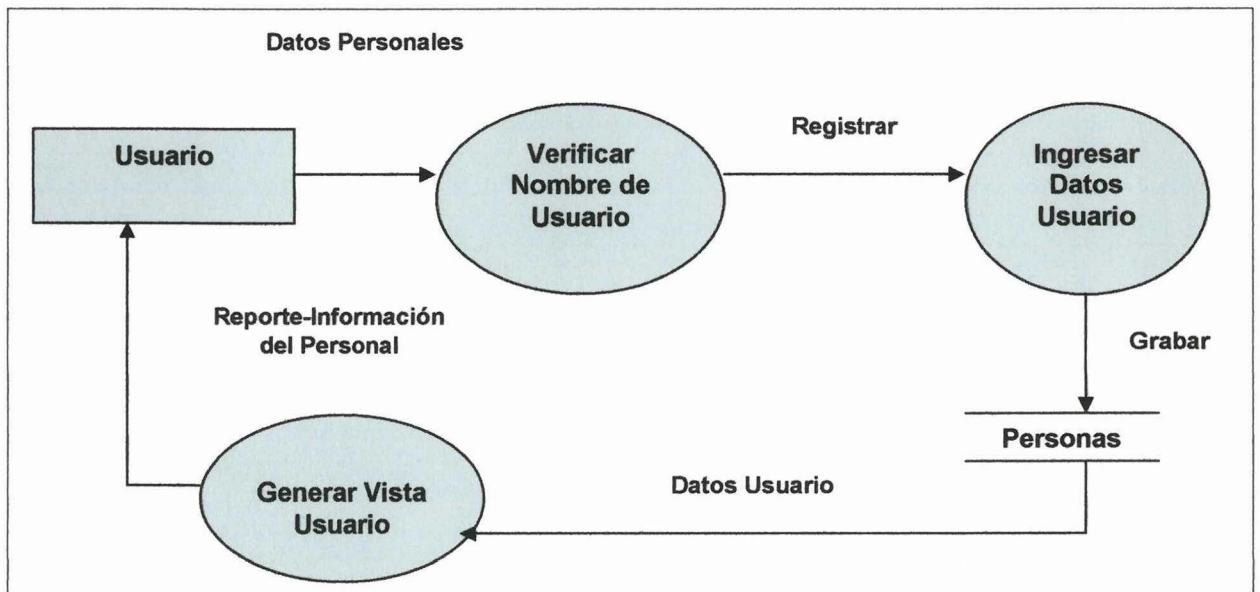 Datos Personales
Usuario
Verificar
Nombre de
Usuario
Registrar
Ingresar
Datos
Usuario
Reporte-Información
del Personal
Grabar
Personas
Datos Usuario
Generar Vista
Usuario